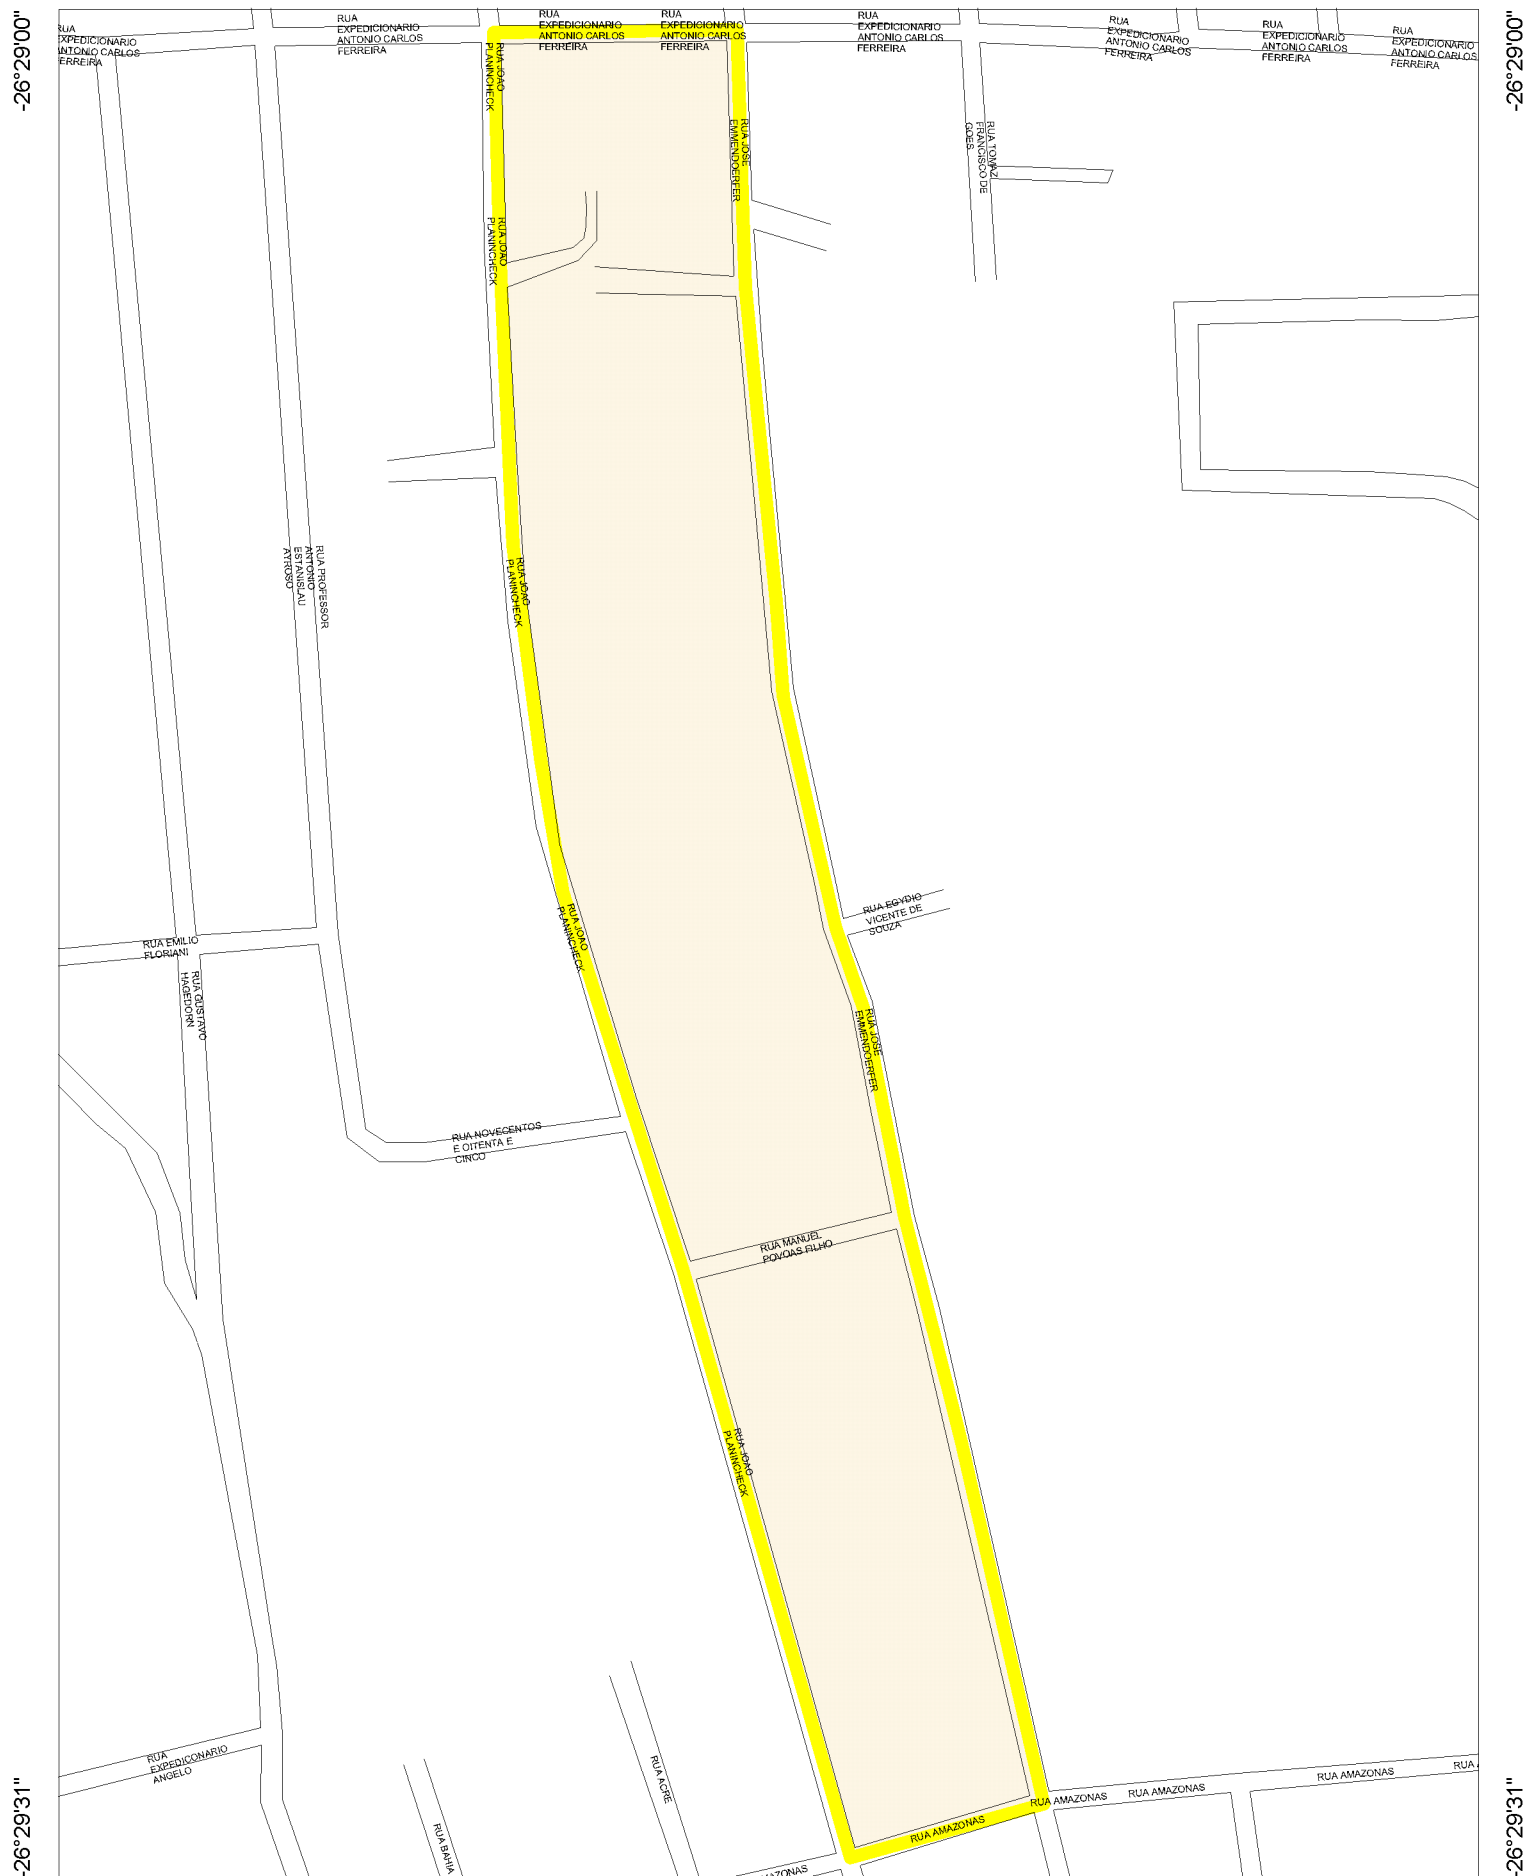 -26°29'00"
-26°29'00"
RUA
EXPEDICIONARIO
ANTONIO CARLOS
FERREIRA
RUA
EXPEDICIONARIO
ANTONIO CARLOS
FERREIRA
RUA
EXPEDICIONARIO
ANTONIO CARLOS
FERREIRA
RUA
EXPEDICIONARIO
ANTONIO CARLOS
FERREIRA
RUA
EXPEDICIONARIO
ANTONIO CARLOS
FERREIRA
RUA
EXPEDICIONARIO
ANTONIO CARLOS
FERREIRA
RUA
EXPEDICIONARIO
ANTONIO CARLOS
FERREIRA
RUA
EXPEDICIONARIO
ANTONIO CARLOS
FERREIRA
RUA JOAO
PLANINCHECK
RUA JOSE
EMMENDOERFER
RUA TOMAZ
FRANCISCO DE
GOES
RUA JOAO
PLANINCHECK
RUA PROFESSOR
ANTONIO
ESTANISLAU
AYROSO
RUA JOAO
PLANINCHECK
RUA EGYDIO
VICENTE DE
SOUZA
RUA JOAO
PLANINCHECK
RUA EMILIO
FLORIANI
RUA GUSTAVO
HAGEDORN
RUA JOSE
EMMENDOERFER
RUA NOVECENTOS
E OITENTA E
CINCO
RUA MANUEL
POVOAS FILHO
RUA JOAO
PLANINCHECK
RUA
EXPEDICONARIO
ANGELO
RUA ACRE
RUA BAHIA
RUA AMAZONAS
RUA AMAZONAS
RUA AMAZONAS
RUA AMAZONAS
RUA
AZONAS
-26°29'31"
-26°29'31"